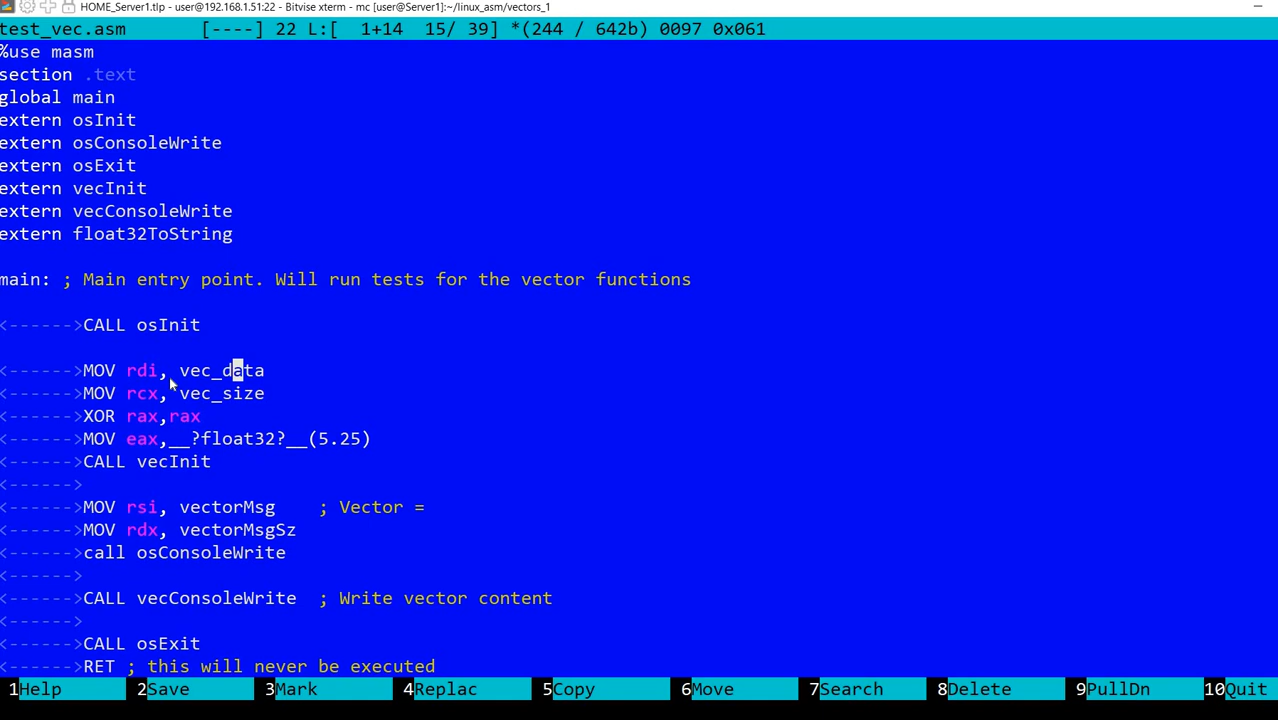 HOME_Server1.tlp - user@192.168.1.51:22 - Bitvise xterm - mc [user@Server1]:~/linux_asm/vectors_1
test_vec.asm [----] 22 L:[ 1+14 15/ 39] *(244 / 642b) 0097 0x061
%use masm
section .text
global main
extern osInit
extern osConsoleWrite
extern osExit
extern vecInit
extern vecConsoleWrite
extern float32ToString
main: ; Main entry point. Will run tests for the vector functions
<------>CALL osInit
<------>MOV rdi, vec_data
<------>MOV rcx, vec_size
<------>XOR rax,rax
<------>MOV eax,__?float32?__(5.25)
<------>CALL vecInit
<------>
<------>MOV rsi, vectorMsg ; Vector =
<------>MOV rdx, vectorMsgSz
<------>call osConsoleWrite
<------>
<------>CALL vecConsoleWrite ; Write vector content
<------>
<------>CALL osExit
<------>RET ; this will never be executed
1Help 2Save 3Mark 4Replac 5Copy 6Move 7Search 8Delete 9PullDn 10Quit